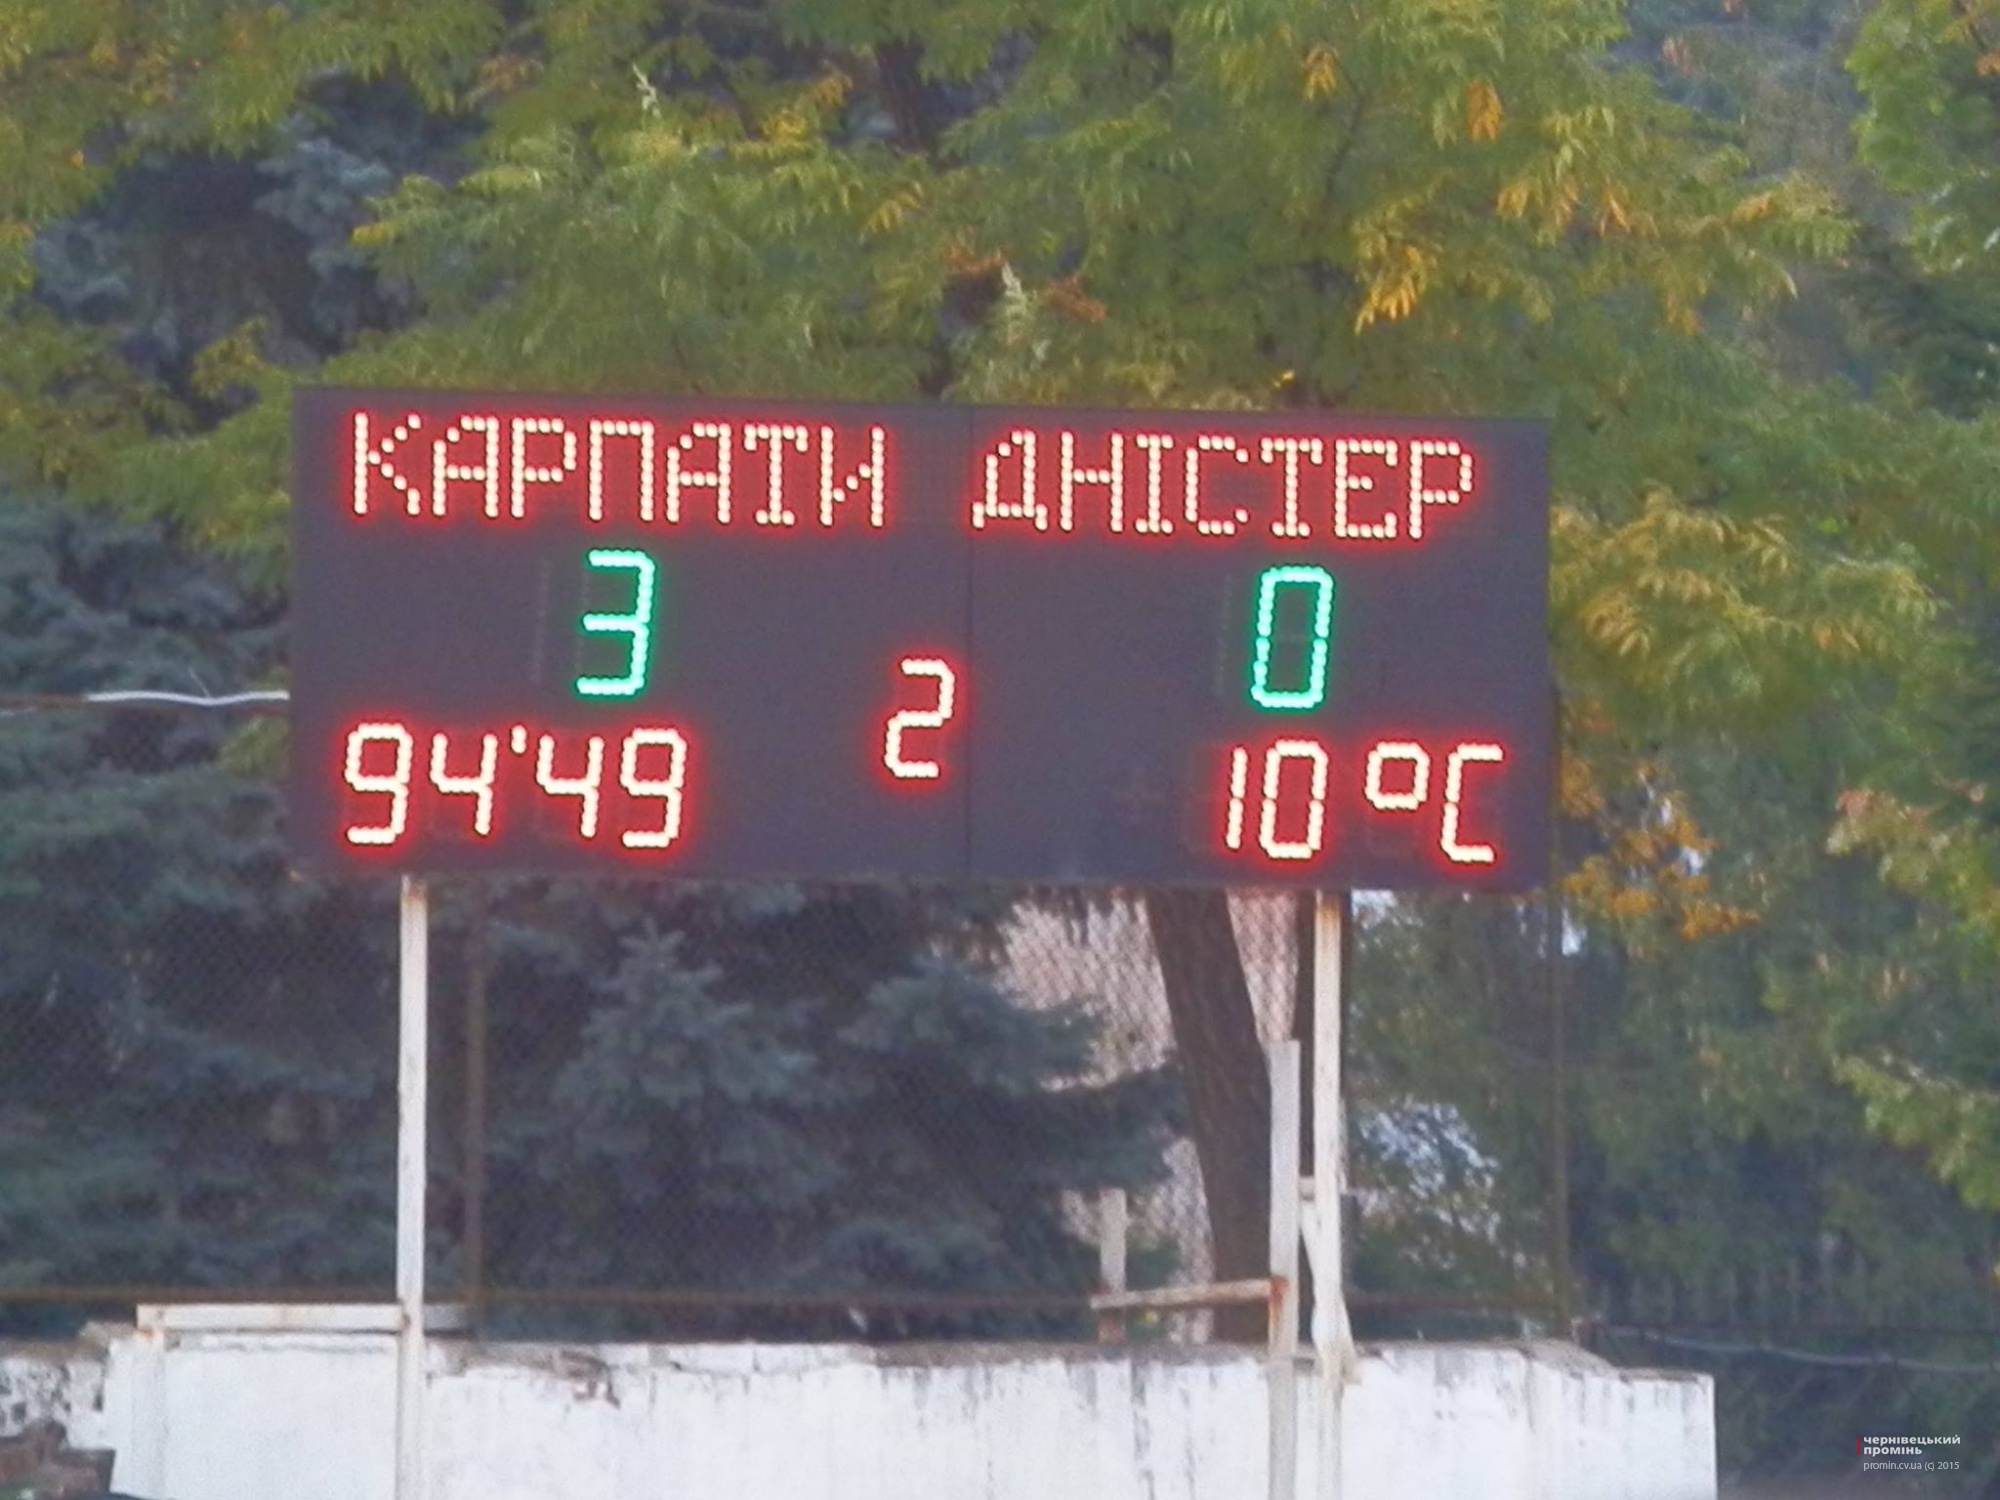 КАРПАТИ ДНІСТЕР
3 0
2
94'49 10°C
чернівецький
промінь
promin.cv.ua (c) 2015